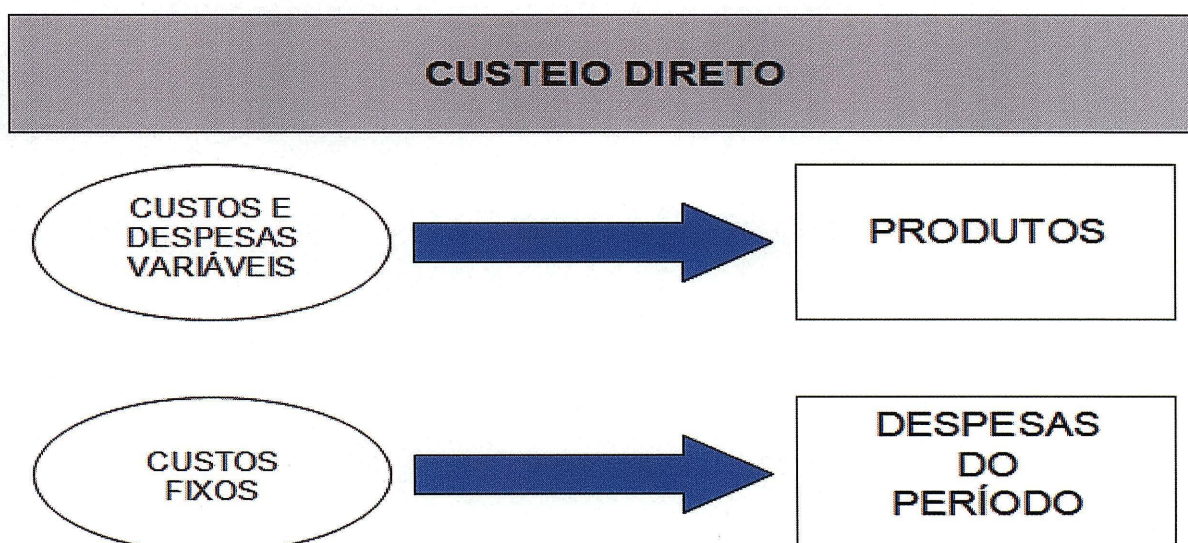 CUSTEIO DIRETO
CUSTOS E
DESPESAS
VARIÁVEIS
PRODUTOS
CUSTOS
FIXOS
DESPESAS
DO
PERÍODO